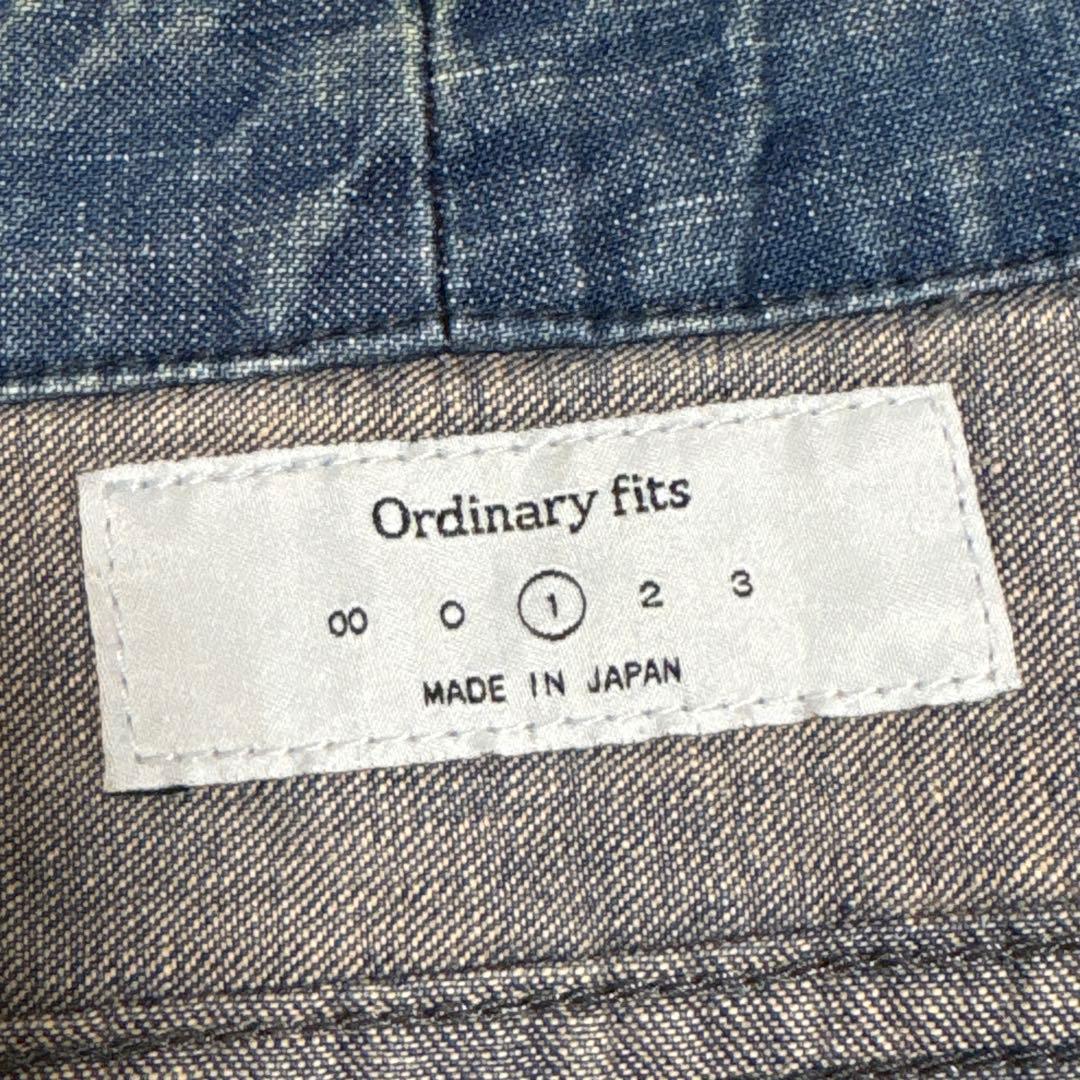 Ordinary fits
00 0 1 2 3
MADE IN JAPAN